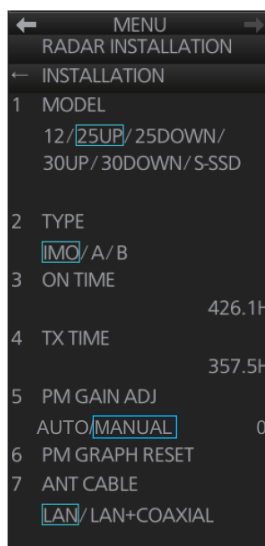 ← MENU →
RADAR INSTALLATION
← INSTALLATION
1 MODEL
12/25UP/25DOWN/
30UP/30DOWN/S-SSD
2 TYPE
IMO/A/B
3 ON TIME
426.1H
4 TX TIME
357.5H
5 PM GAIN ADJ
AUTO/MANUAL 0
6 PM GRAPH RESET
7 ANT CABLE
LAN/LAN+COAXIAL